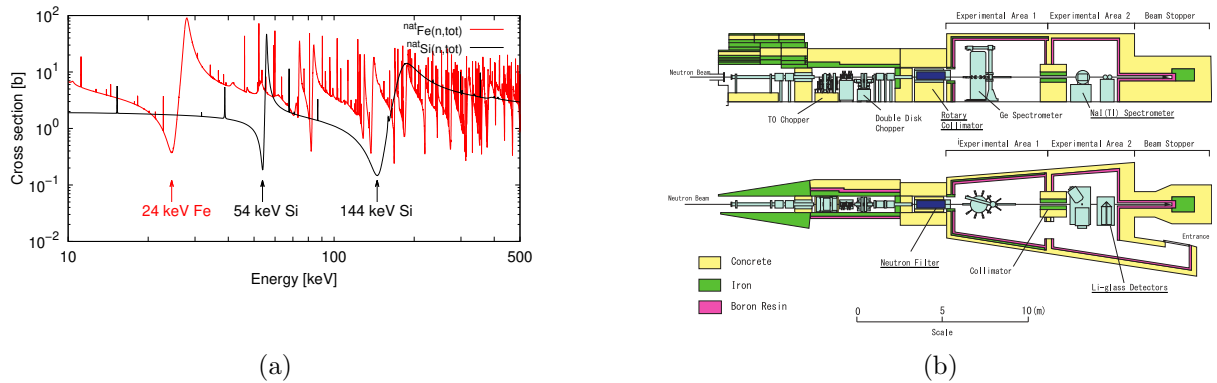 10^2
10^1
10^0
10^-1
10^-2
Cross section [b]
natFe(n,tot)
natSi(n,tot)
24 keV Fe
54 keV Si
144 keV Si
10
100
500
Energy [keV]
(a)
Experimental Area 1
Experimental Area 2
Beam Stopper
Neutron Beam
T0 Chopper
Double Disk
Chopper
Rotary
Collimator
Ge Spectrometer
NaI(Tl) Spectrometer
Experimental Area 1
Experimental Area 2
Beam Stopper
Neutron Beam
Entrance
Neutron Filter
Collimator
Li-glass Detectors
Concrete
Iron
Boron Resin
0
5
10(m)
Scale
(b)